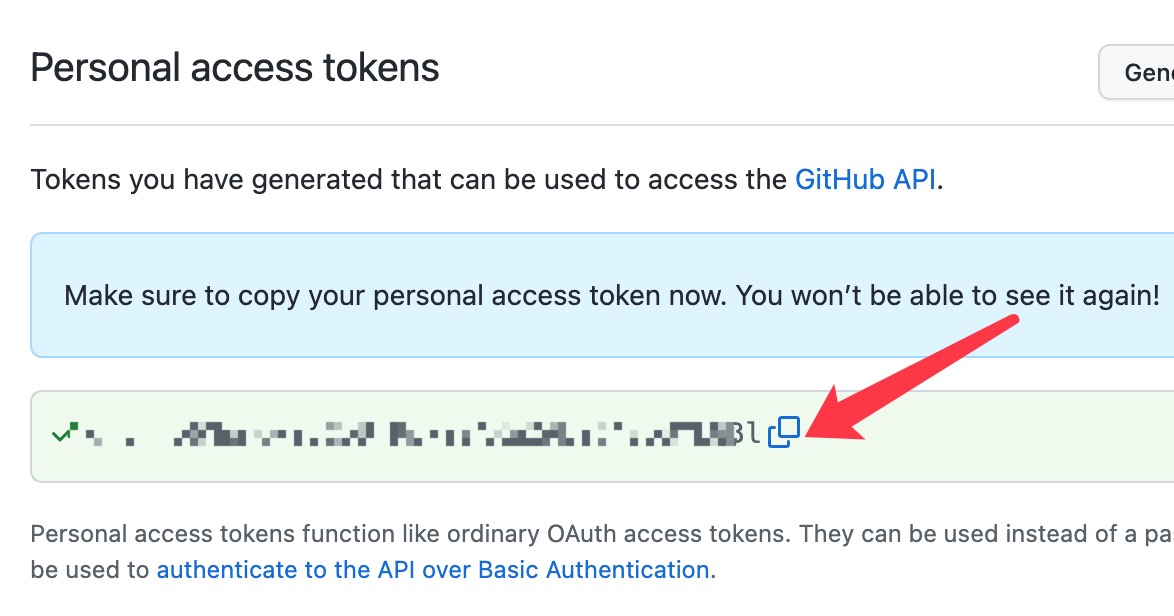 Personal access tokens
Gen
Tokens you have generated that can be used to access the GitHub API.
Make sure to copy your personal access token now. You won’t be able to see it again!
Personal access tokens function like ordinary OAuth access tokens. They can be used instead of a pa
be used to authenticate to the API over Basic Authentication.